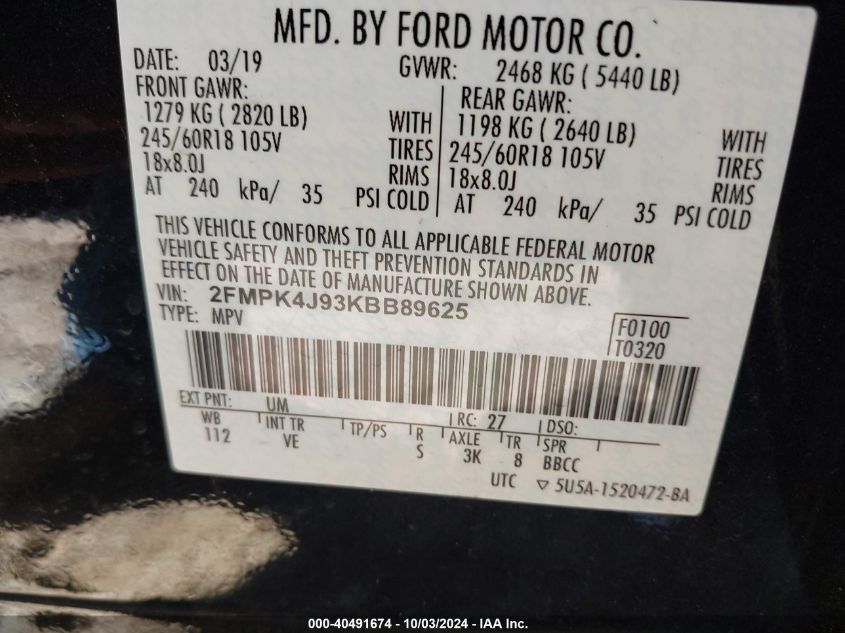 MFD. BY FORD MOTOR CO.
DATE: 03/19 GVWR: 2468 KG ( 5440 LB)
FRONT GAWR: REAR GAWR:
1279 KG ( 2820 LB) WITH 1198 KG ( 2640 LB) WITH
245/60R18 105V TIRES 245/60R18 105V TIRES
18x8.0J RIMS 18x8.0J RIMS
AT 240 kPa/ 35 PSI COLD AT 240 kPa/ 35 PSI COLD
THIS VEHICLE CONFORMS TO ALL APPLICABLE FEDERAL MOTOR
VEHICLE SAFETY AND THEFT PREVENTION STANDARDS IN
EFFECT ON THE DATE OF MANUFACTURE SHOWN ABOVE.
VIN: 2FMPK4J93KBB89625
TYPE: MPV
F0100
T0320
EXT PNT: UM RC: 27 DSO:
WB INT TR TP/PS R AXLE TR SPR
112 VE S 3K 8 BBCC
UTC ▽ 5U5A-1520472-BA
000-40491674 - 10/03/2024 - IAA Inc.